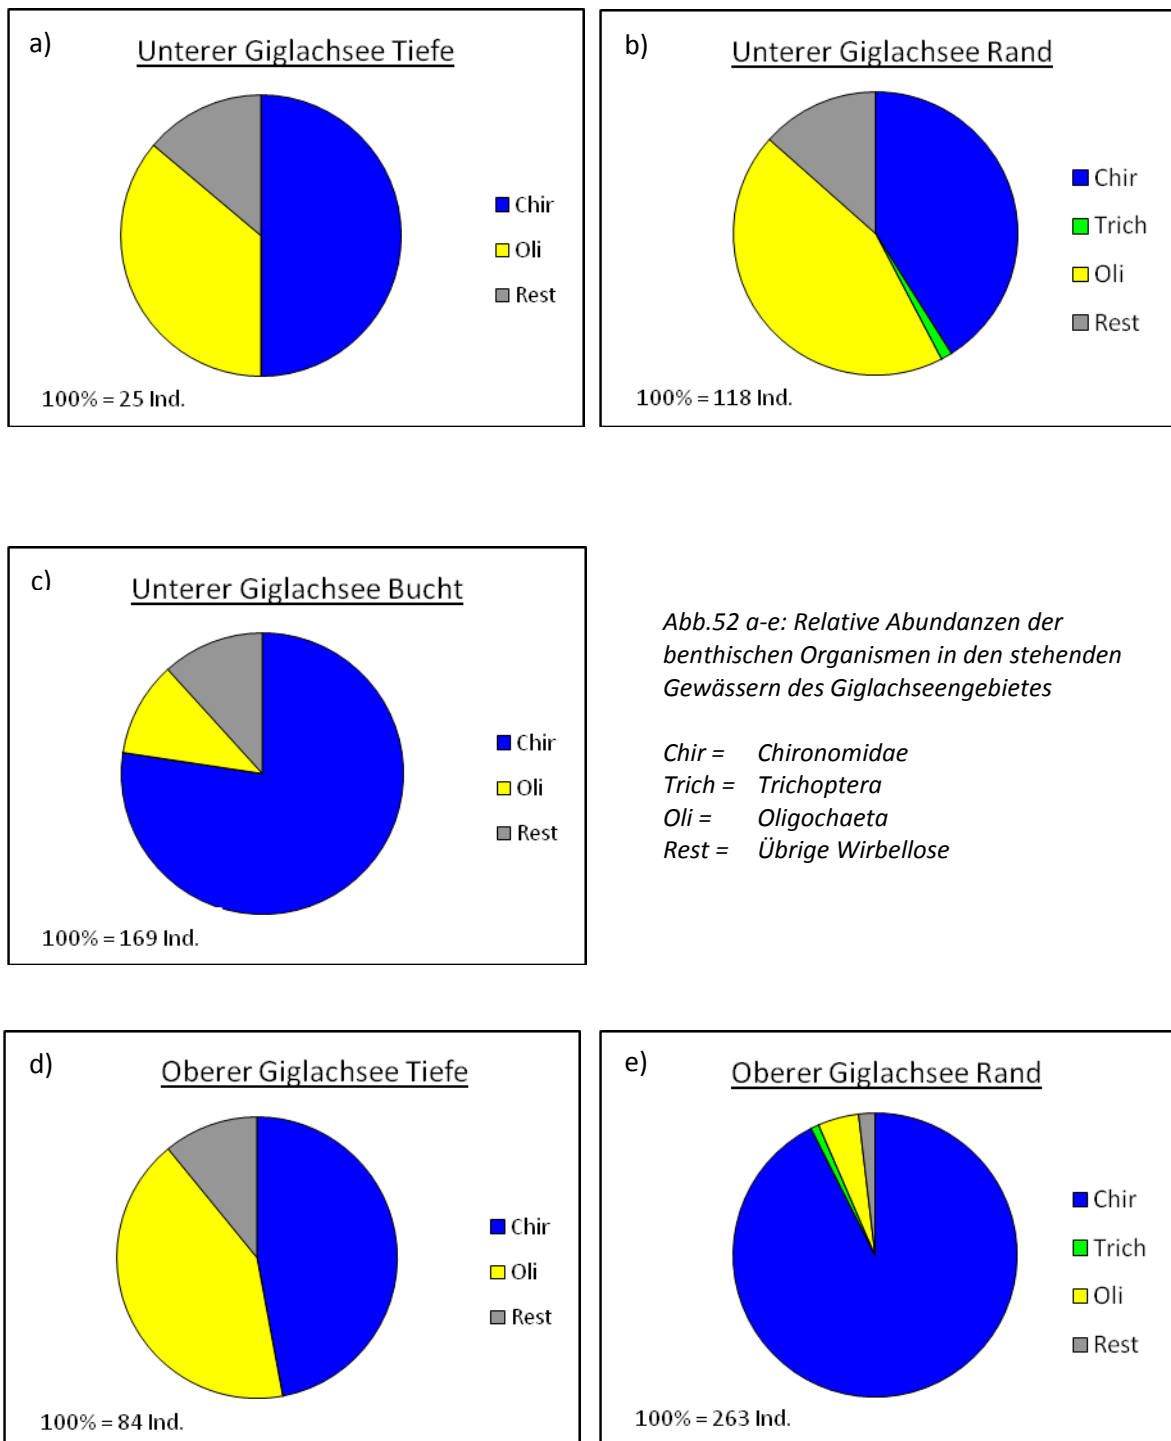 a)
Unterer Giglachsee Tiefe
Chir
Oli
Rest
100% = 25 Ind.
b)
Unterer Giglachsee Rand
Chir
Trich
Oli
Rest
100% = 118 Ind.
c)
Unterer Giglachsee Bucht
Chir
Oli
Rest
100% = 169 Ind.
Abb.52 a-e: Relative Abundanzen der
benthischen Organismen in den stehenden
Gewässern des Giglachseengebietes
Chir = Chironomidae
Trich = Trichoptera
Oli = Oligochaeta
Rest = Übrige Wirbellose
d)
Oberer Giglachsee Tiefe
Chir
Oli
Rest
100% = 84 Ind.
e)
Oberer Giglachsee Rand
Chir
Trich
Oli
Rest
100% = 263 Ind.